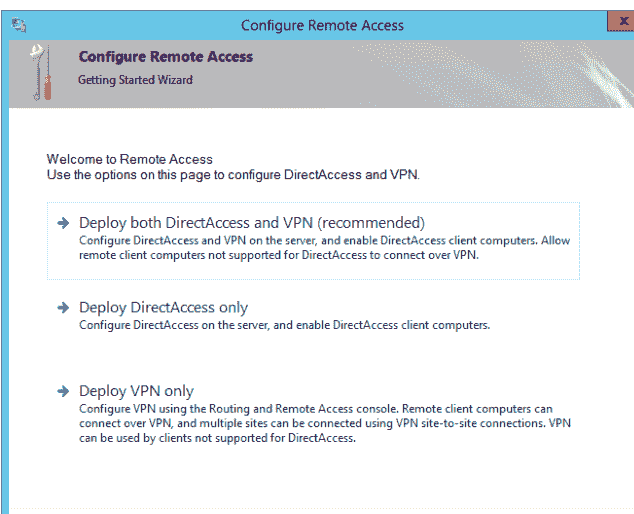 Configure Remote Access
x
Configure Remote Access
Getting Started Wizard
Welcome to Remote Access
Use the options on this page to configure DirectAccess and VPN.
Deploy both DirectAccess and VPN (recommended)
Configure DirectAccess and VPN on the server, and enable DirectAccess client computers. Allow
remote client computers not supported for DirectAccess to connect over VPN.
Deploy DirectAccess only
Configure DirectAccess on the server, and enable DirectAccess client computers.
Deploy VPN only
Configure VPN using the Routing and Remote Access console. Remote client computers can
connect over VPN, and multiple sites can be connected using VPN site-to-site connections. VPN
can be used by clients not supported for DirectAccess.